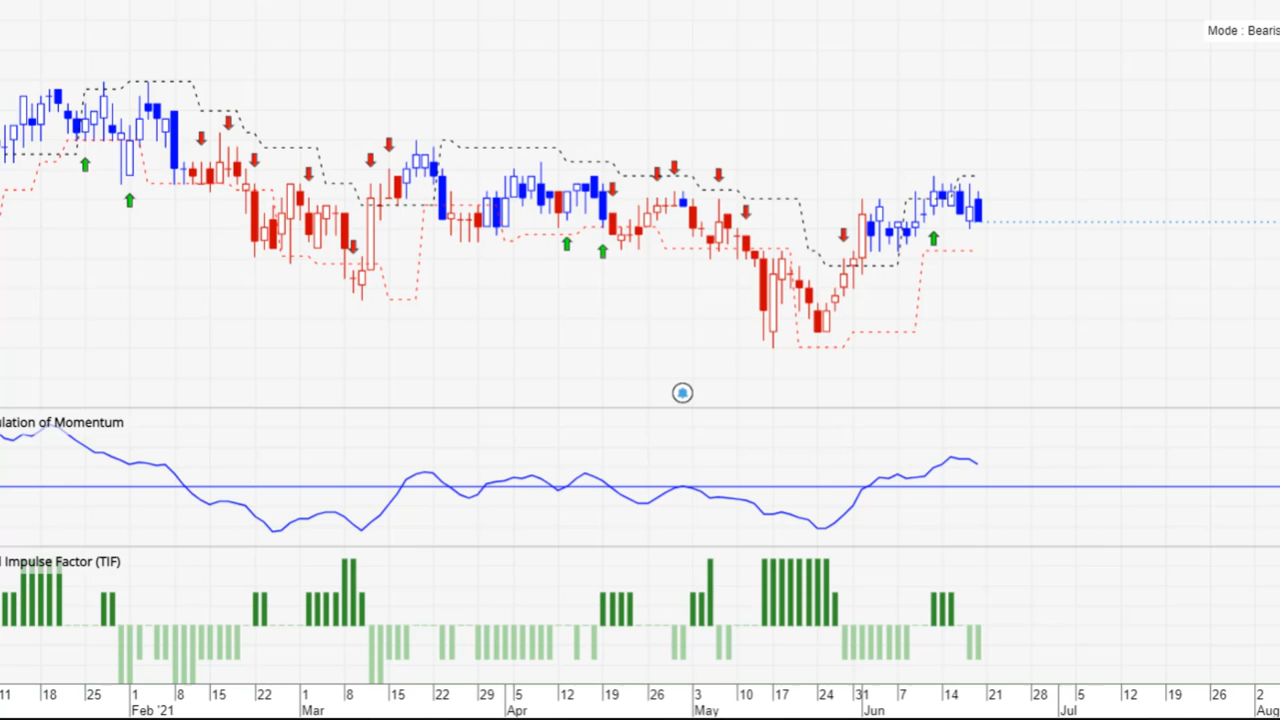 Mode : Bearis
ulation of Momentum
l Impulse Factor (TIF)
11 18 25 1 8 15 22 1 8 15 22 29 5 12 19 26 3 10 17 24 31 7 14 21 28 5 12 19 26 2
Feb '21 Mar Apr May Jun Jul Aug